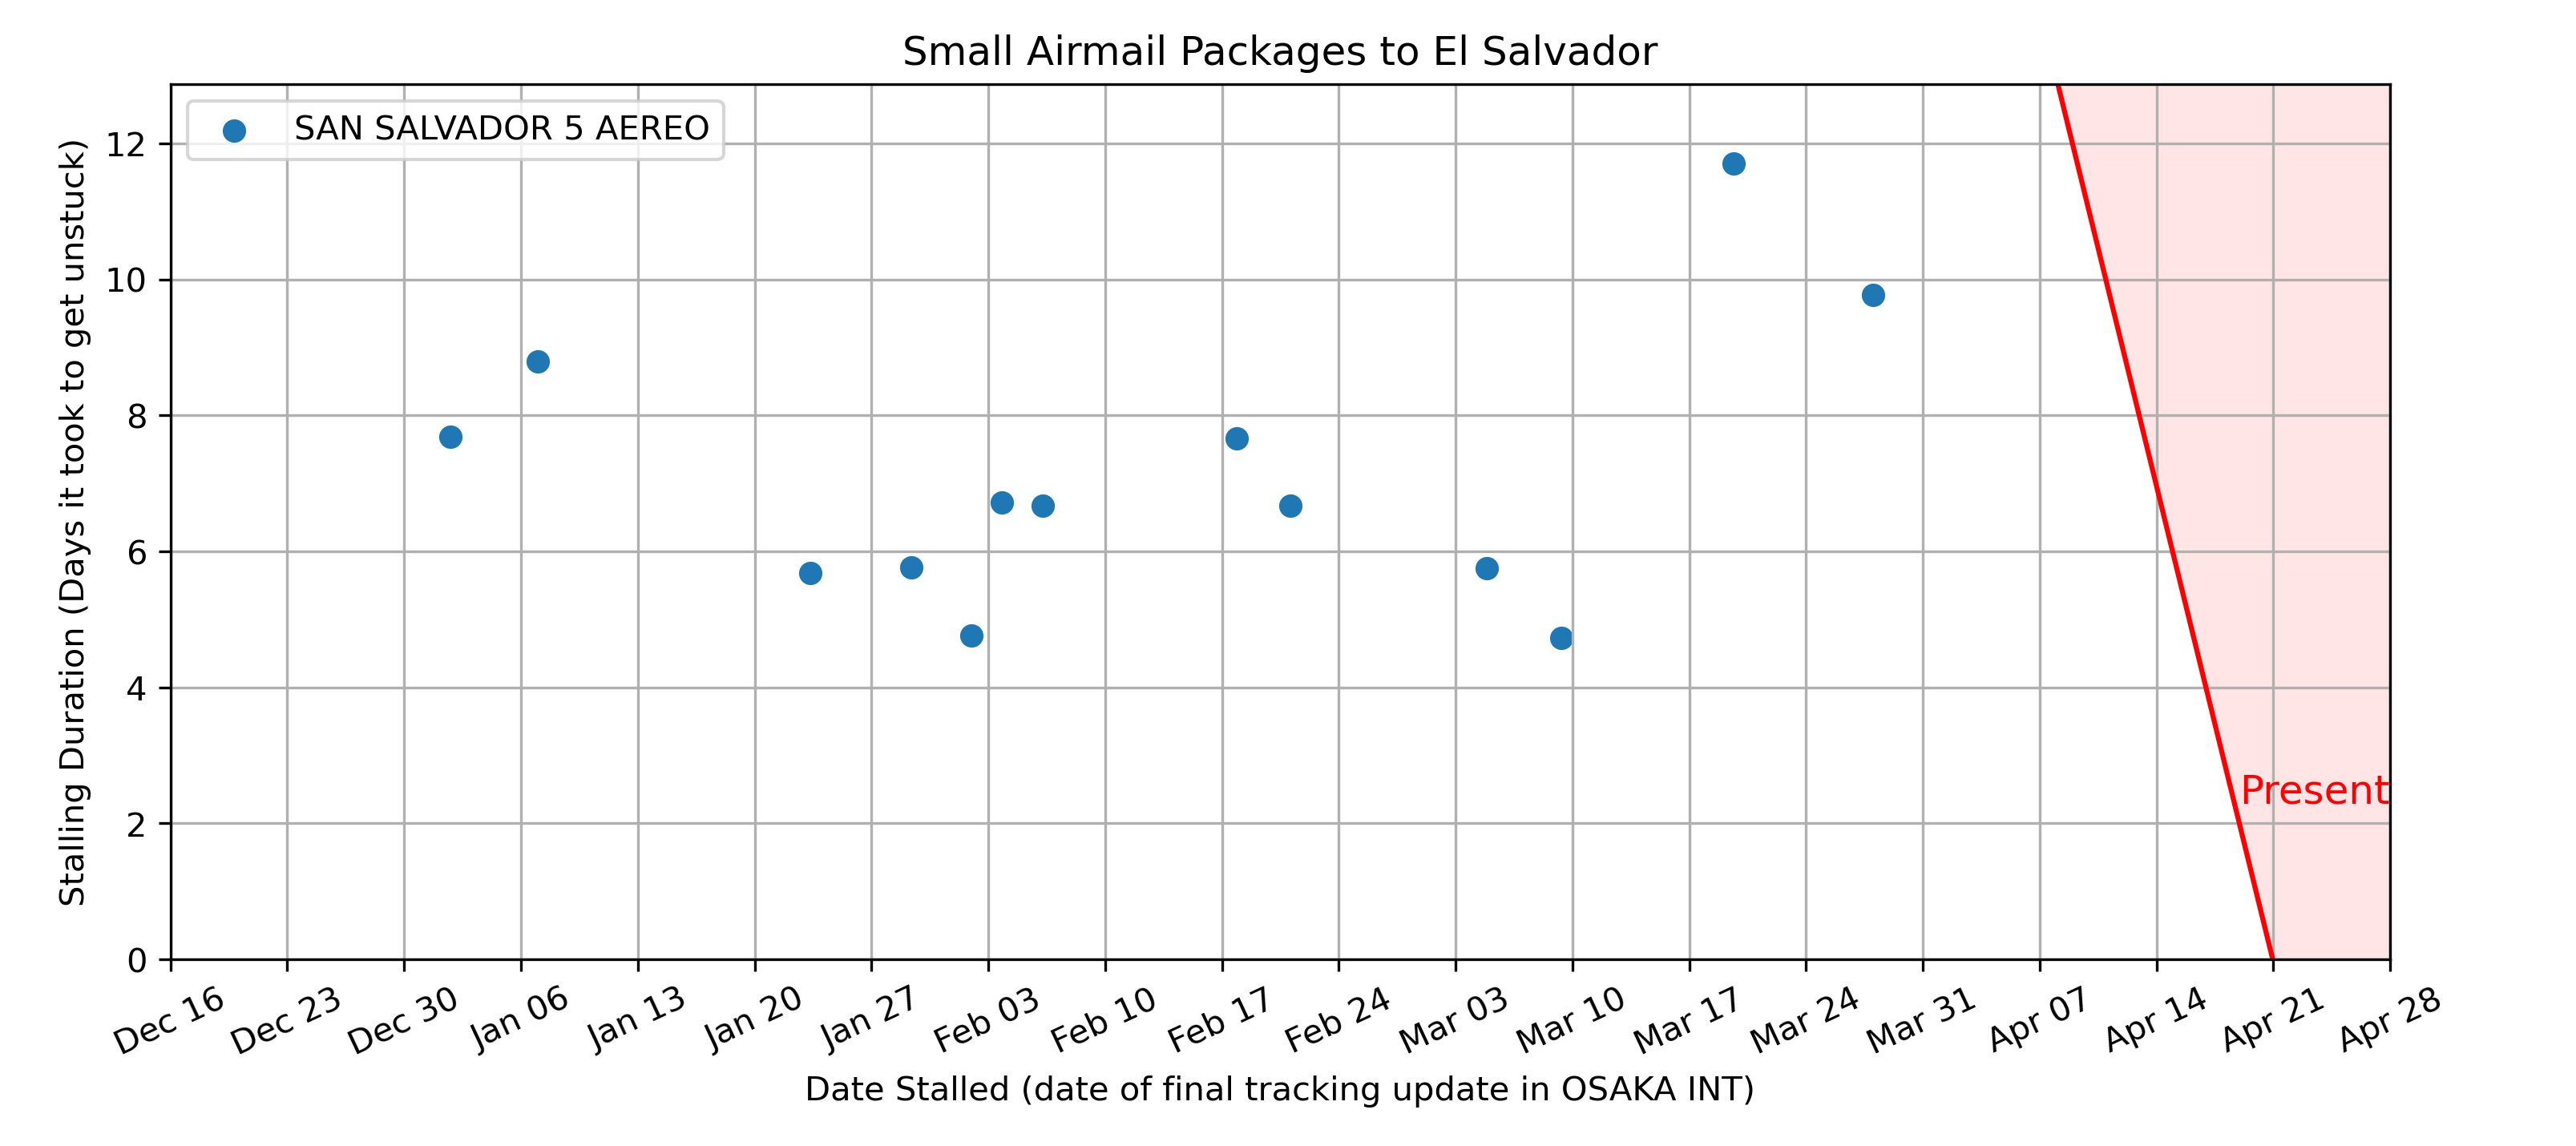 Small Airmail Packages to El Salvador
SAN SALVADOR 5 AEREO
Stalling Duration (Days it took to get unstuck)
12
10
8
6
4
2
0
Present
Dec 16
Dec 23
Dec 30
Jan 06
Jan 13
Jan 20
Jan 27
Feb 03
Feb 10
Feb 17
Feb 24
Mar 03
Mar 10
Mar 17
Mar 24
Mar 31
Apr 07
Apr 14
Apr 21
Apr 28
Date Stalled (date of final tracking update in OSAKA INT)